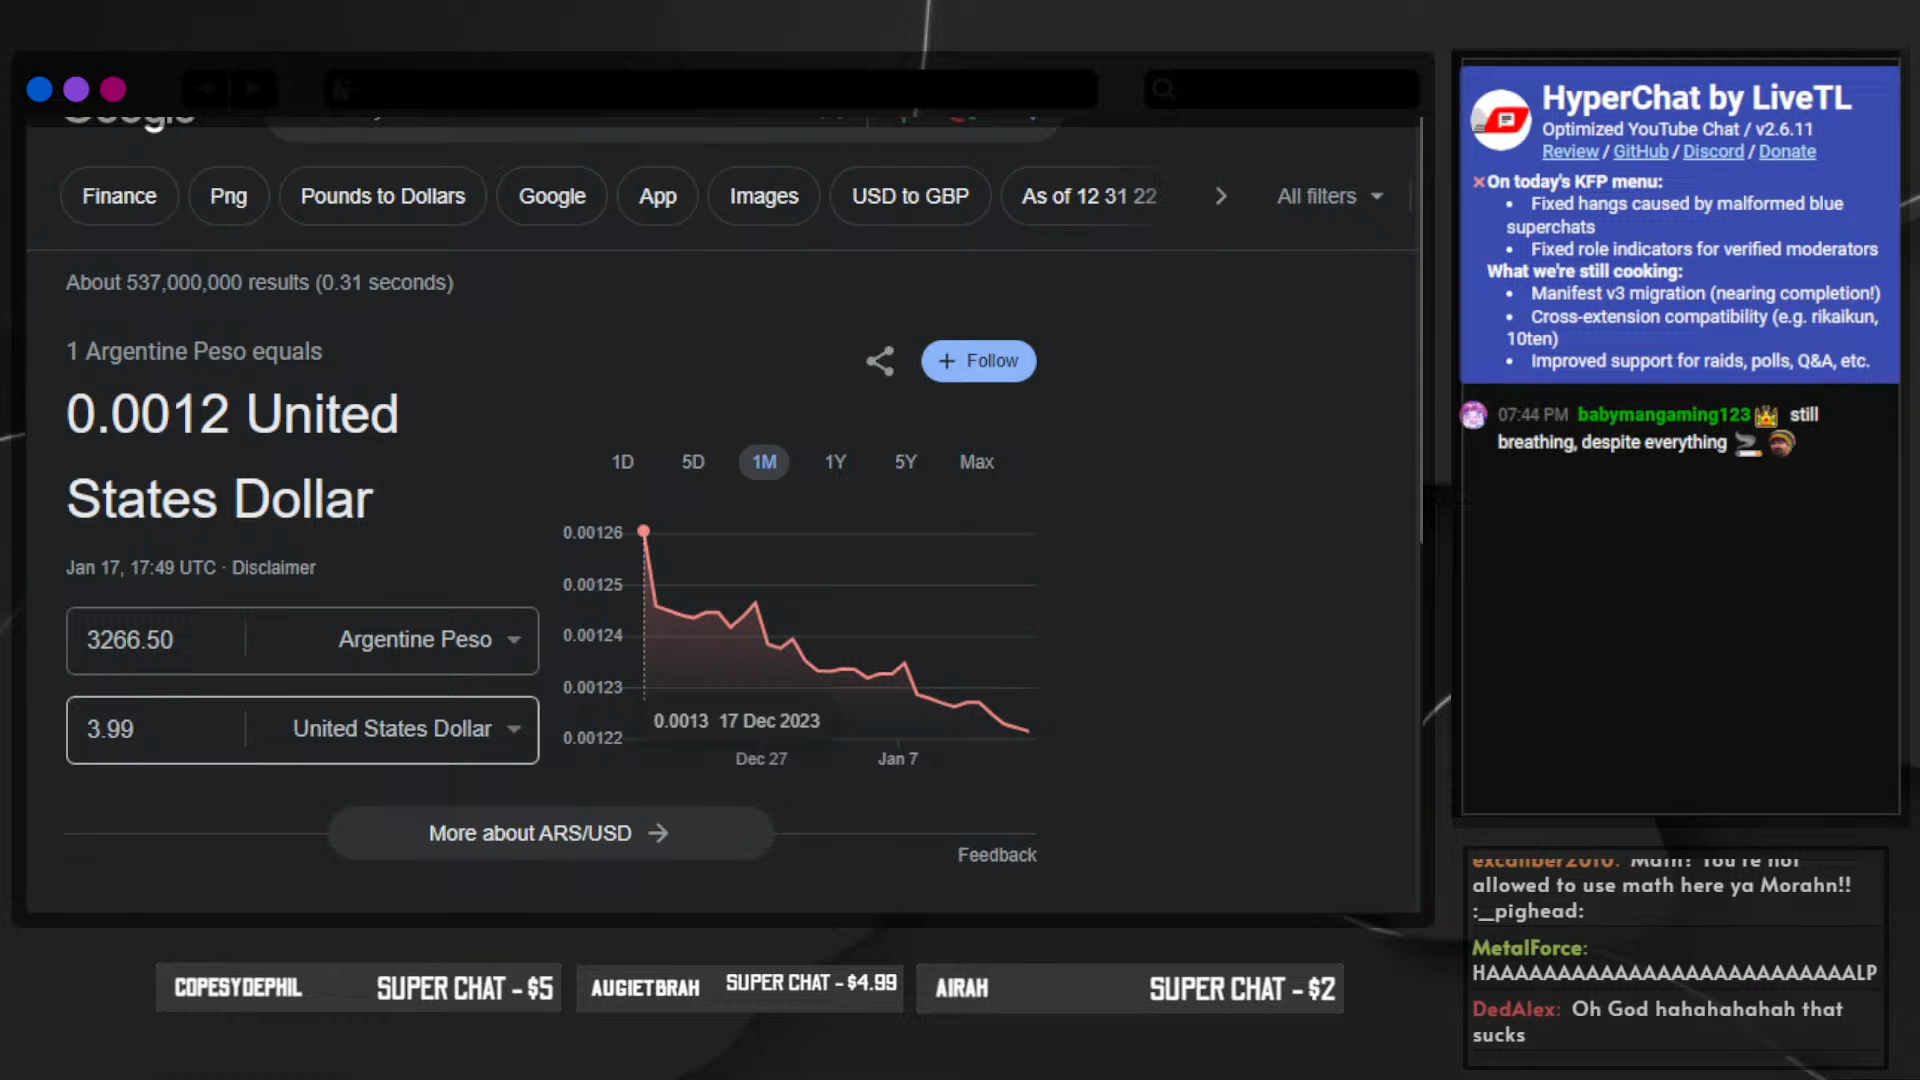 Google
Finance
Png
Pounds to Dollars
Google
App
Images
USD to GBP
As of 12 31 22
All filters
About 537,000,000 results (0.31 seconds)
1 Argentine Peso equals
0.0012 United
States Dollar
Jan 17, 17:49 UTC · Disclaimer
3266.50 Argentine Peso
3.99 United States Dollar
+ Follow
1D 5D 1M 1Y 5Y Max
0.00126
0.00125
0.00124
0.00123
0.00122
0.0013 17 Dec 2023
Dec 27 Jan 7
More about ARS/USD
Feedback
HyperChat by LiveTL
Optimized YouTube Chat / v2.6.11
Review / GitHub / Discord / Donate
×On today's KFP menu:
• Fixed hangs caused by malformed blue
superchats
• Fixed role indicators for verified moderators
What we're still cooking:
• Manifest v3 migration (nearing completion!)
• Cross-extension compatibility (e.g. rikaikun,
10ten)
• Improved support for raids, polls, Q&A, etc.
07:44 PM babymangaming123 still
breathing, despite everything
excaliber2010: Math? You're not
allowed to use math here ya Morahn!!
:_pighead:
MetalForce:
HAAAAAAAAAAAAAAAAAAAAAAAAAALP
DedAlex: Oh God hahahahahah that
sucks
COPESYDEPHIL SUPER CHAT - $5
AUGIETBRAH SUPER CHAT - $4.99
AIRAH SUPER CHAT - $2